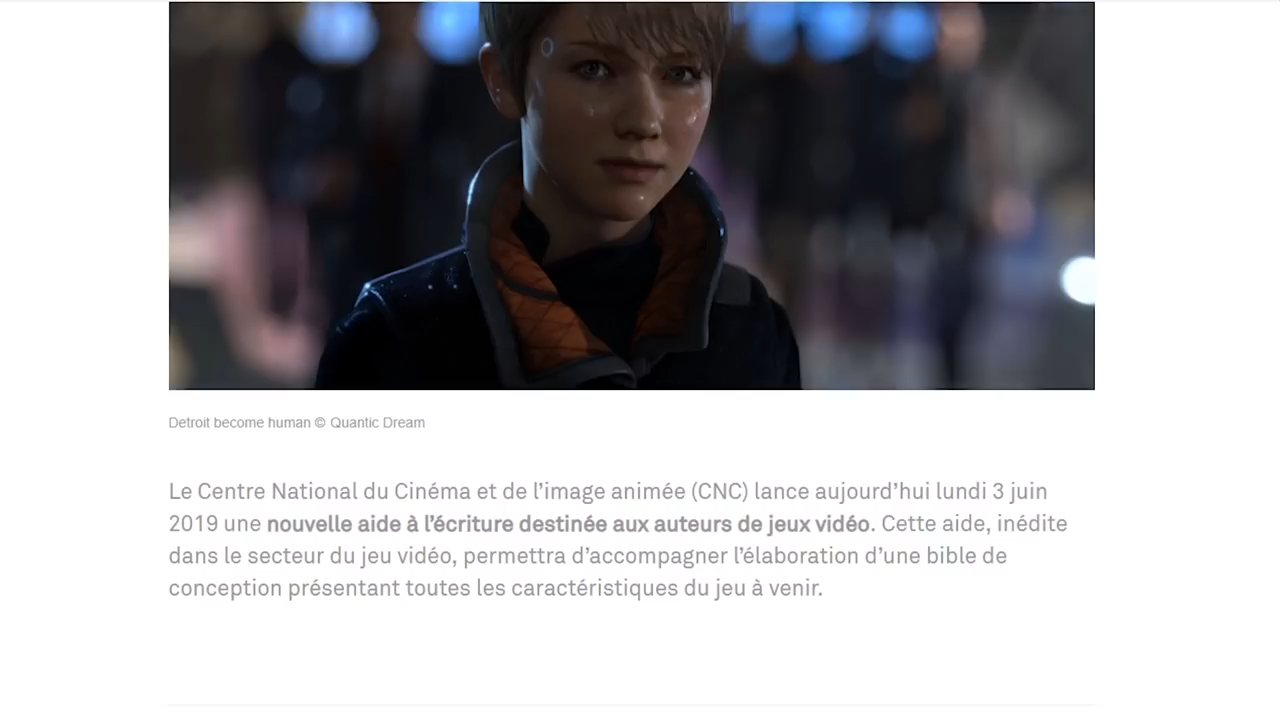 Detroit become human © Quantic Dream
Le Centre National du Cinéma et de l’image animée (CNC) lance aujourd’hui lundi 3 juin
2019 une nouvelle aide à l’écriture destinée aux auteurs de jeux vidéo. Cette aide, inédite
dans le secteur du jeu vidéo, permettra d’accompagner l’élaboration d’une bible de
conception présentant toutes les caractéristiques du jeu à venir.